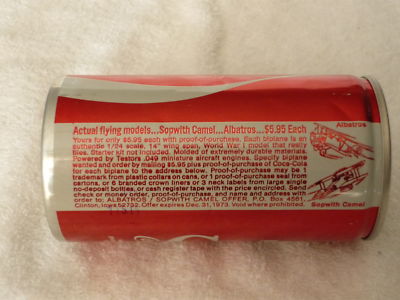 Actual flying models...Sopwith Camel...Albatros...$5.95 Each
Yours for only $5.95 each with proof-of-purchase. Each biplane is an
authentic 1/24 scale, 14" wing span, World War I model that really
flies. Starter kit not included. Molded of extremely durable materials.
Powered by Testors .049 miniature aircraft engines. Specify biplane
wanted and order by mailing $5.95 plus proof-of-purchase of Coca-Cola
for each biplane to the address below. Proof-of-purchase may be 1
trademark from plastic collars on cans, or 1 proof-of-purchase seal from
cartons, or 6 branded crown liners or 3 neck labels from large single
no-deposit bottles, or cash register tape with the price encircled. Send
check or money order, proof-of-purchase, and name and address with
order to: ALBATROS / SOPWITH CAMEL OFFER, P.O. Box 4561,
Clinton, Iowa 52732. Offer expires Dec. 31, 1973. Void where prohibited.
Albatros
Sopwith Camel